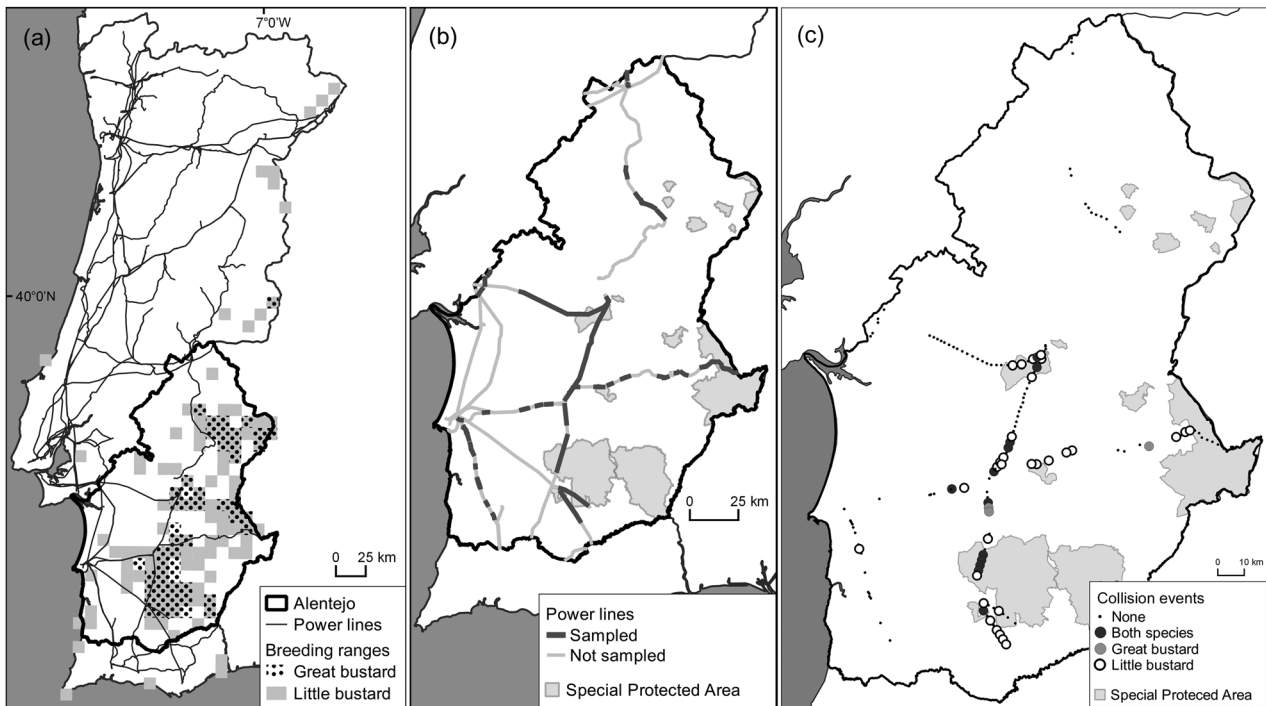 (a)
7°0'W
40°0'N
0 25 km
Alentejo
Power lines
Breeding ranges
Great bustard
Little bustard
(b)
0 25 km
Power lines
Sampled
Not sampled
Special Protected Area
(c)
0 10 km
Collision events
None
Both species
Great bustard
Little bustard
Special Proteced Area